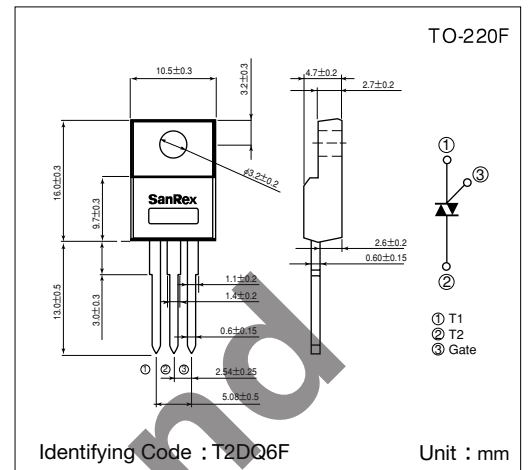 TO-220F
10.5±0.3
3.2±0.3
4.7±0.2
2.7±0.2
16.0±0.3
9.7±0.3
φ3.2±0.2
SanRex
①
③
②
2.6±0.2
0.60±0.15
13.0±0.5
3.0±0.3
1.1±0.2
1.4±0.2
0.6±0.15
① ② ③
2.54±0.25
5.08±0.5
① T1
② T2
③ Gate
Identifying Code : T2DQ6F
Unit : mm
nd